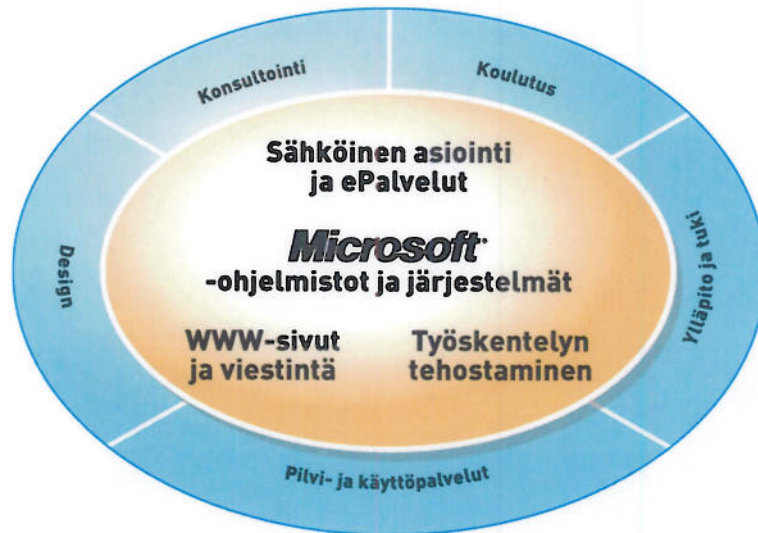 Konsultointi
Koulutus
Sähköinen asiointi
ja ePalvelut
Microsoft
-ohjelmistot ja järjestelmät
Design
Ylläpito ja tuki
WWW-sivut
ja viestintä
Työskentelyn
tehostaminen
Pilvi- ja käyttöpalvelut